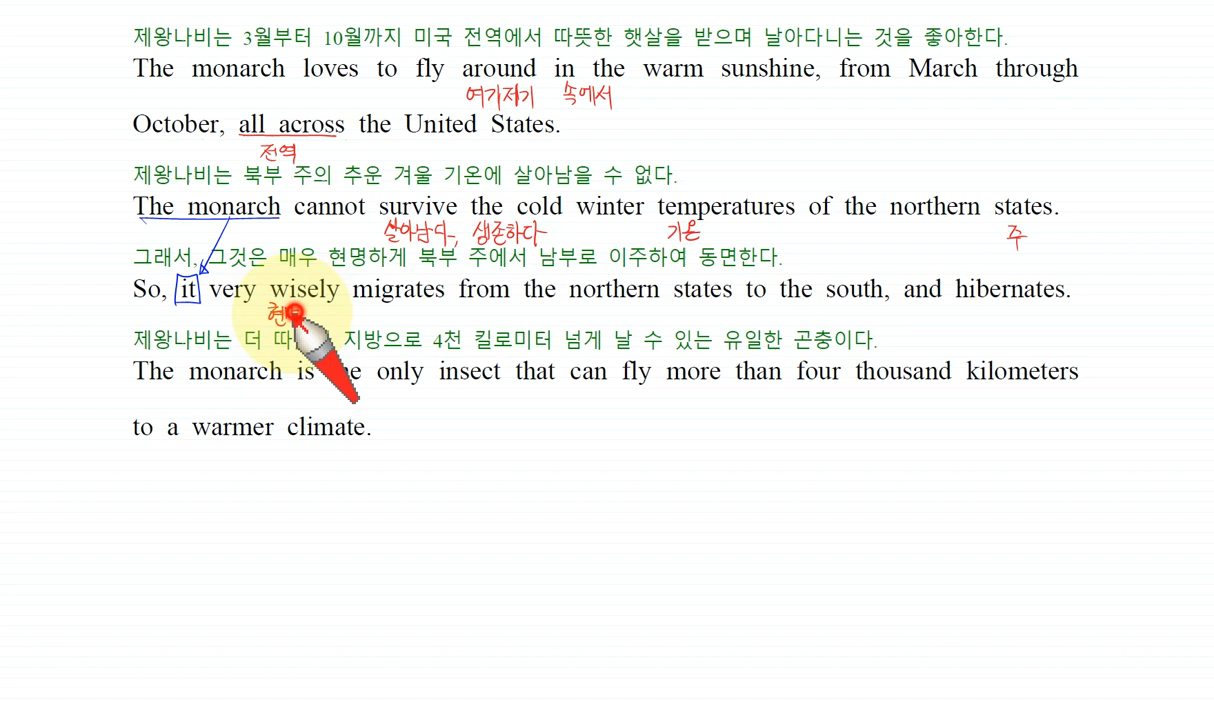 제왕나비는 3월부터 10월까지 미국 전역에서 따뜻한 햇살을 받으며 날아다니는 것을 좋아한다.
The monarch loves to fly around in the warm sunshine, from March through
여기저기 속에서
October, all across the United States.
전역
제왕나비는 북부 주의 추운 겨울 기온에 살아남을 수 없다.
The monarch cannot survive the cold winter temperatures of the northern states.
살아남다, 생존하다 기온 주
그래서, 그것은 매우 현명하게 북부 주에서 남부로 이주하여 동면한다.
So, it very wisely migrates from the northern states to the south, and hibernates.
현
제왕나비는 더 지방으로 4천 킬로미터 넘게 날 수 있는 유일한 곤충이다.
The monarch is only insect that can fly more than four thousand kilometers
to a warmer climate.